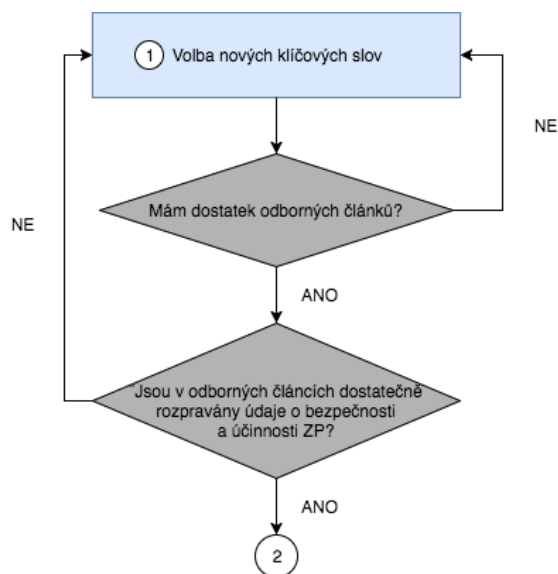 1 Volba nových klíčových slov
NE
Mám dostatek odborných článků?
NE
ANO
Jsou v odborných článcích dostatečně
rozpravány údaje o bezpečnosti
a účinnosti ZP?
ANO
2